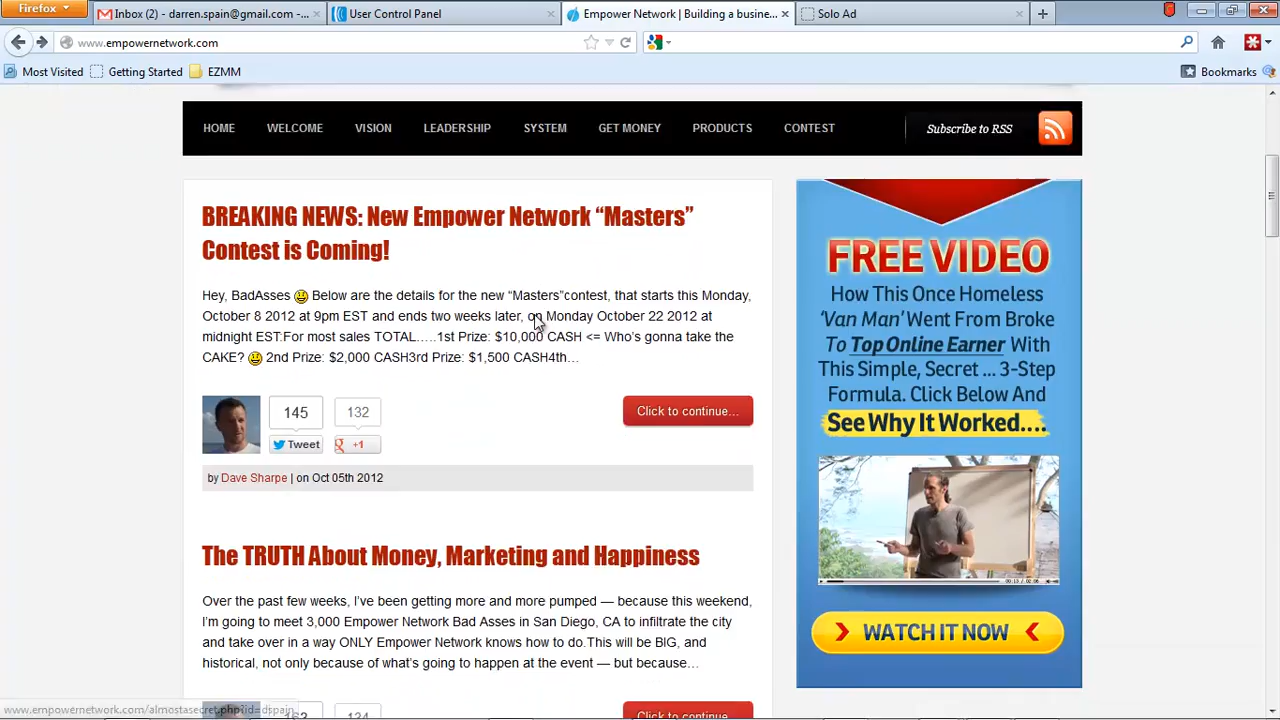 Firefox
Inbox (2) - darren.spain@gmail.com -...
User Control Panel
Empower Network | Building a busine...
Solo Ad
www.empowernetwork.com
Most Visited
Getting Started
EZMM
Bookmarks
HOME WELCOME VISION LEADERSHIP SYSTEM GET MONEY PRODUCTS CONTEST
Subscribe to RSS
BREAKING NEWS: New Empower Network “Masters”
Contest is Coming!
Hey, BadAsses Below are the details for the new “Masters”contest, that starts this Monday,
October 8 2012 at 9pm EST and ends two weeks later, on Monday October 22 2012 at
midnight EST:For most sales TOTAL…..1st Prize: $10,000 CASH <= Who’s gonna take the
CAKE? 2nd Prize: $2,000 CASH3rd Prize: $1,500 CASH4th…
145
132
Tweet
+1
Click to continue...
by Dave Sharpe | on Oct 05th 2012
The TRUTH About Money, Marketing and Happiness
Over the past few weeks, I’ve been getting more and more pumped — because this weekend,
I’m going to meet 3,000 Empower Network Bad Asses in San Diego, CA to infiltrate the city
and take over in a way ONLY Empower Network knows how to do.This will be BIG, and
historical, not only because of what’s going to happen at the event — but because…
Click to continue
FREE VIDEO
How This Once Homeless
‘Van Man’ Went From Broke
To Top Online Earner With
This Simple, Secret ... 3-Step
Formula. Click Below And
See Why It Worked....
WATCH IT NOW
www.empowernetwork.com/almostasecret.php?id=dspain